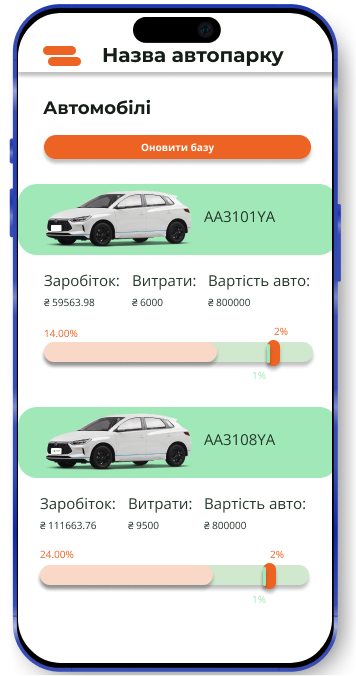 Назва автопарку
Автомобілі
Оновити базу
AA3101YA
Заробіток: Витрати: Вартість авто:
₴ 59563.98 ₴ 6000 ₴ 800000
14.00% 2%
1%
AA3108YA
Заробіток: Витрати: Вартість авто:
₴ 111663.76 ₴ 9500 ₴ 800000
24.00% 2%
1%